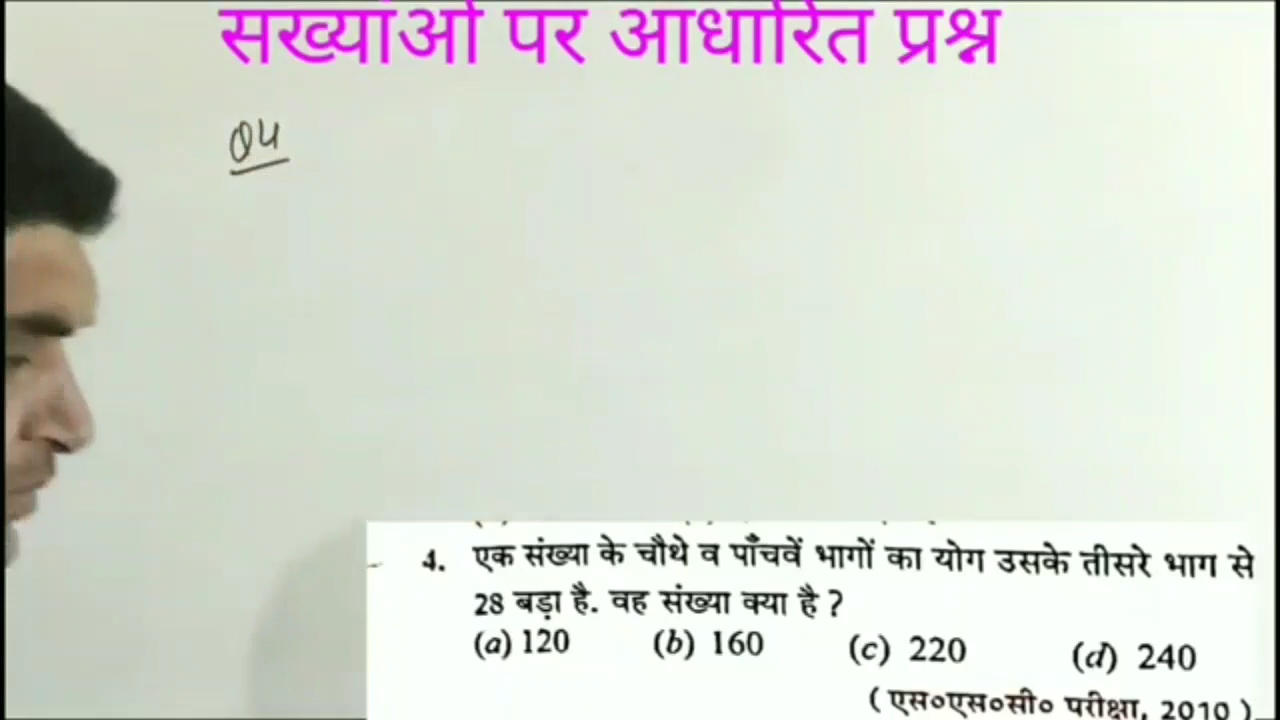 सख्याओ पर आधारित प्रश्न
Q4
4. एक संख्या के चौथे व पाँचवें भागों का योग उसके तीसरे भाग से
28 बड़ा है. वह संख्या क्या है ?
(a) 120 (b) 160 (c) 220 (d) 240
( एस०एस०सी० परीक्षा, 2010 )